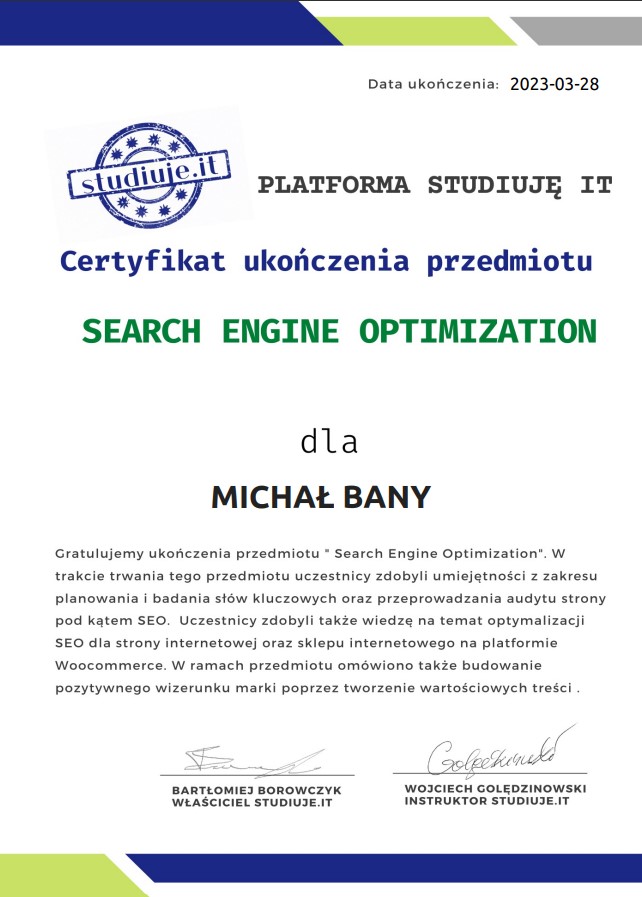 Data ukończenia: 2023-03-28
studiuje.it
PLATFORMA STUDIUJĘ IT
Certyfikat ukończenia przedmiotu
SEARCH ENGINE OPTIMIZATION
dla
MICHAŁ BANY
Gratulujemy ukończenia przedmiotu " Search Engine Optimization". W
trakcie trwania tego przedmiotu uczestnicy zdobyli umiejętności z zakresu
planowania i badania słów kluczowych oraz przeprowadzania audytu strony
pod kątem SEO.  Uczestnicy zdobyli także wiedzę na temat optymalizacji
SEO dla strony internetowej oraz sklepu internetowego na platformie
Woocommerce. W ramach przedmiotu omówiono także budowanie
pozytywnego wizerunku marki poprzez tworzenie wartościowych treści .
BARTŁOMIEJ BOROWCZYK
WŁAŚCICIEL STUDIUJE.IT
WOJCIECH GOLĘDZINOWSKI
INSTRUKTOR STUDIUJE.IT